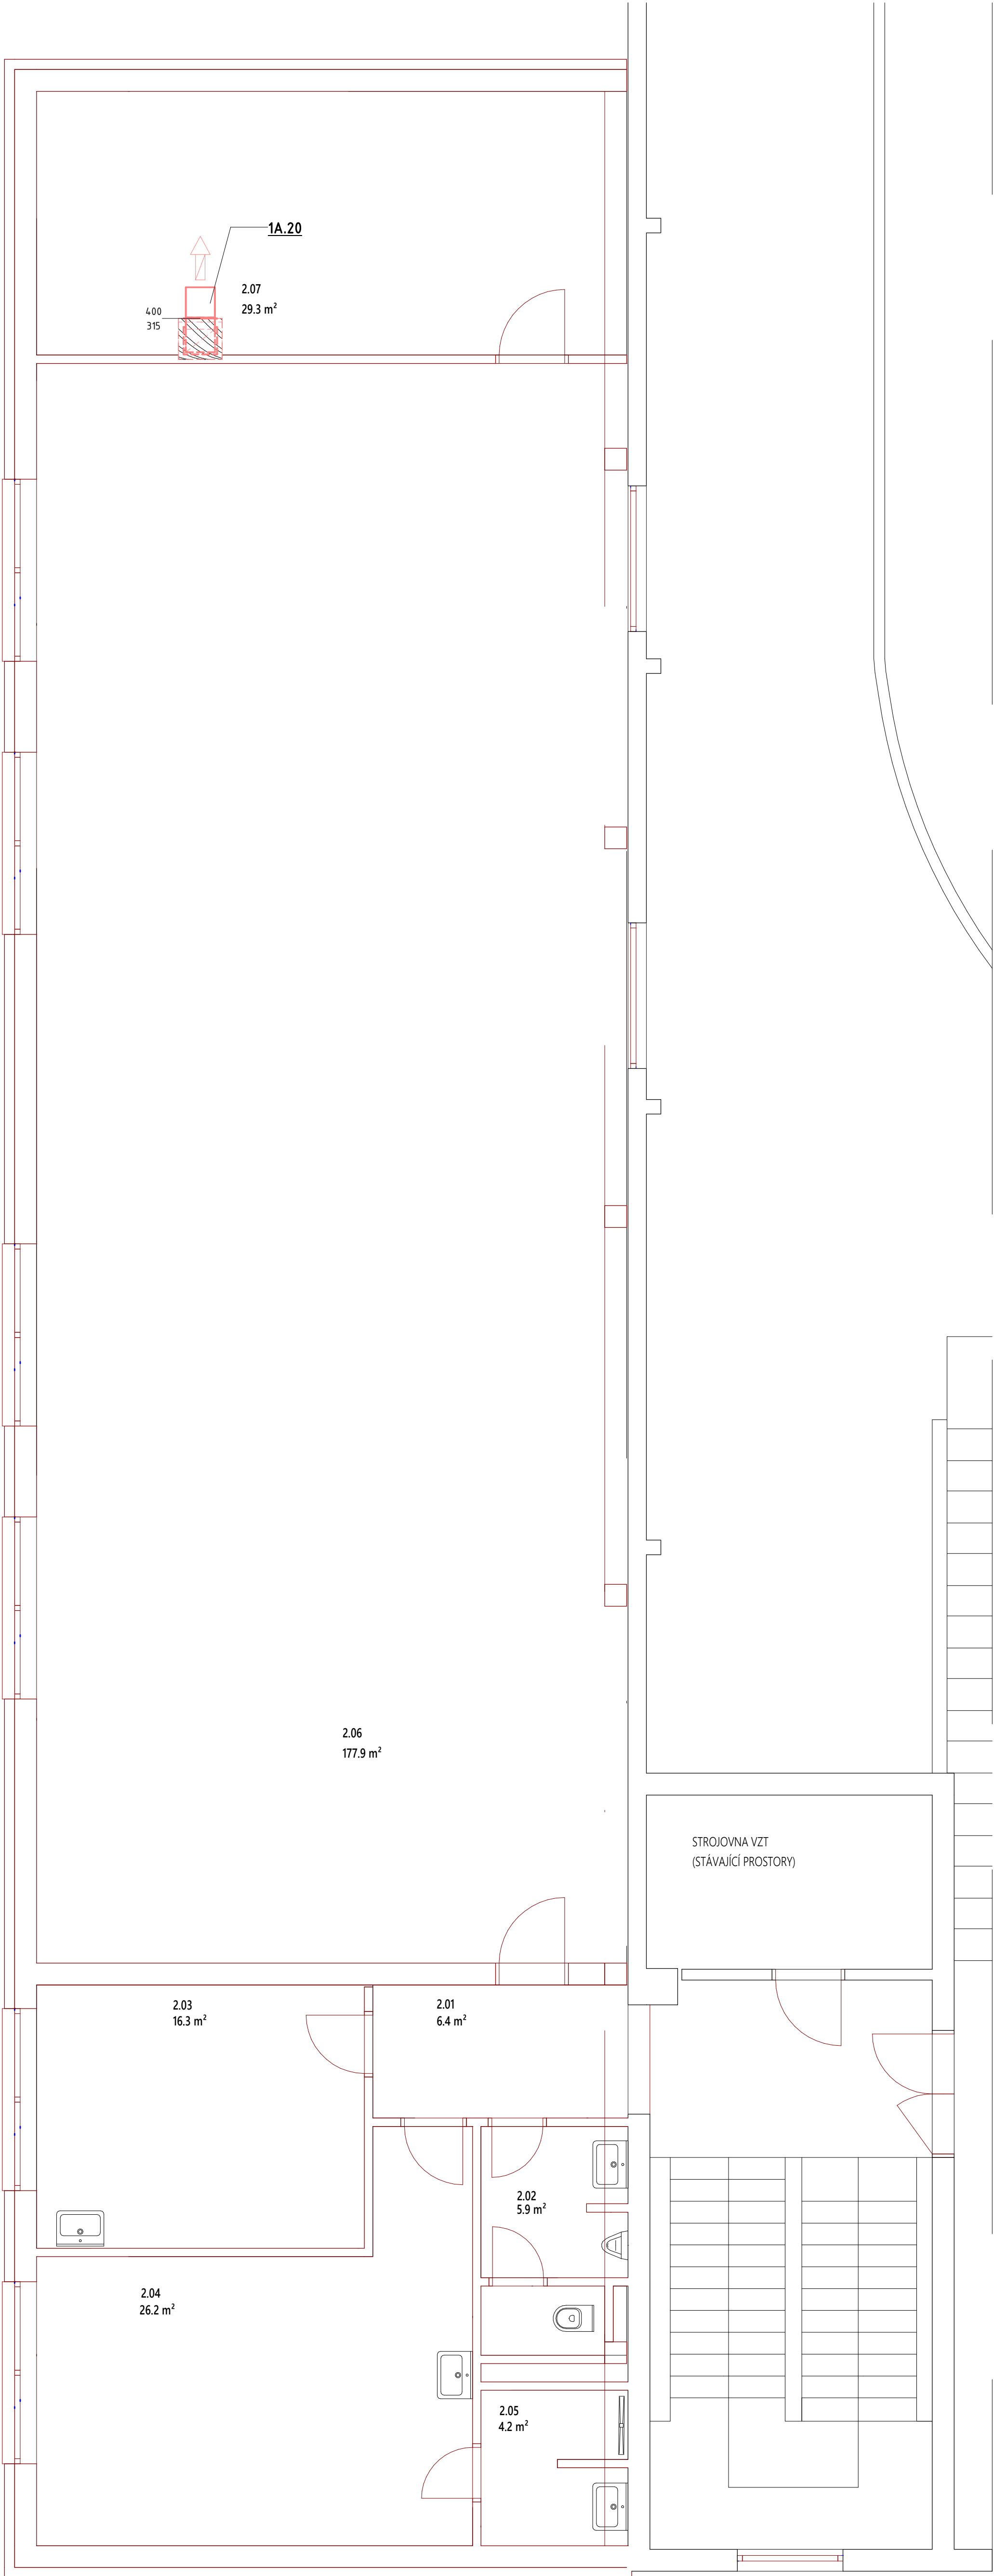 1A.20
2.07
29.3 m²
400
315
2.06
177.9 m²
STROJOVNA VZT
(STÁVAJÍCÍ PROSTORY)
2.03
16.3 m²
2.01
6.4 m²
2.02
5.9 m²
2.04
26.2 m²
2.05
4.2 m²